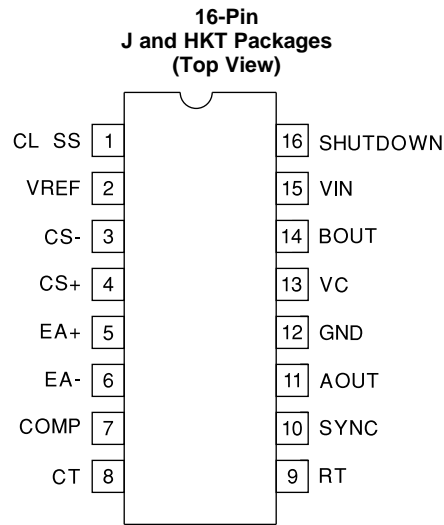 16-Pin
J and HKT Packages
(Top View)
CL SS 1 16 SHUTDOWN
VREF 2 15 VIN
CS- 3 14 BOUT
CS+ 4 13 VC
EA+ 5 12 GND
EA- 6 11 AOUT
COMP 7 10 SYNC
CT 8 9 RT